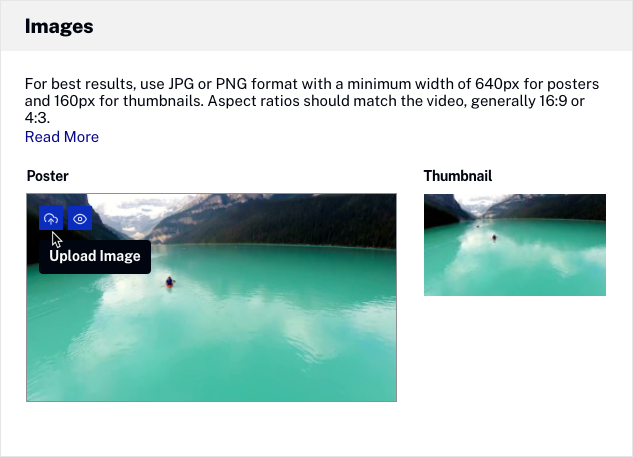 Images
For best results, use JPG or PNG format with a minimum width of 640px for posters
and 160px for thumbnails. Aspect ratios should match the video, generally 16:9 or
4:3.
Read More
Poster
Thumbnail
Upload Image